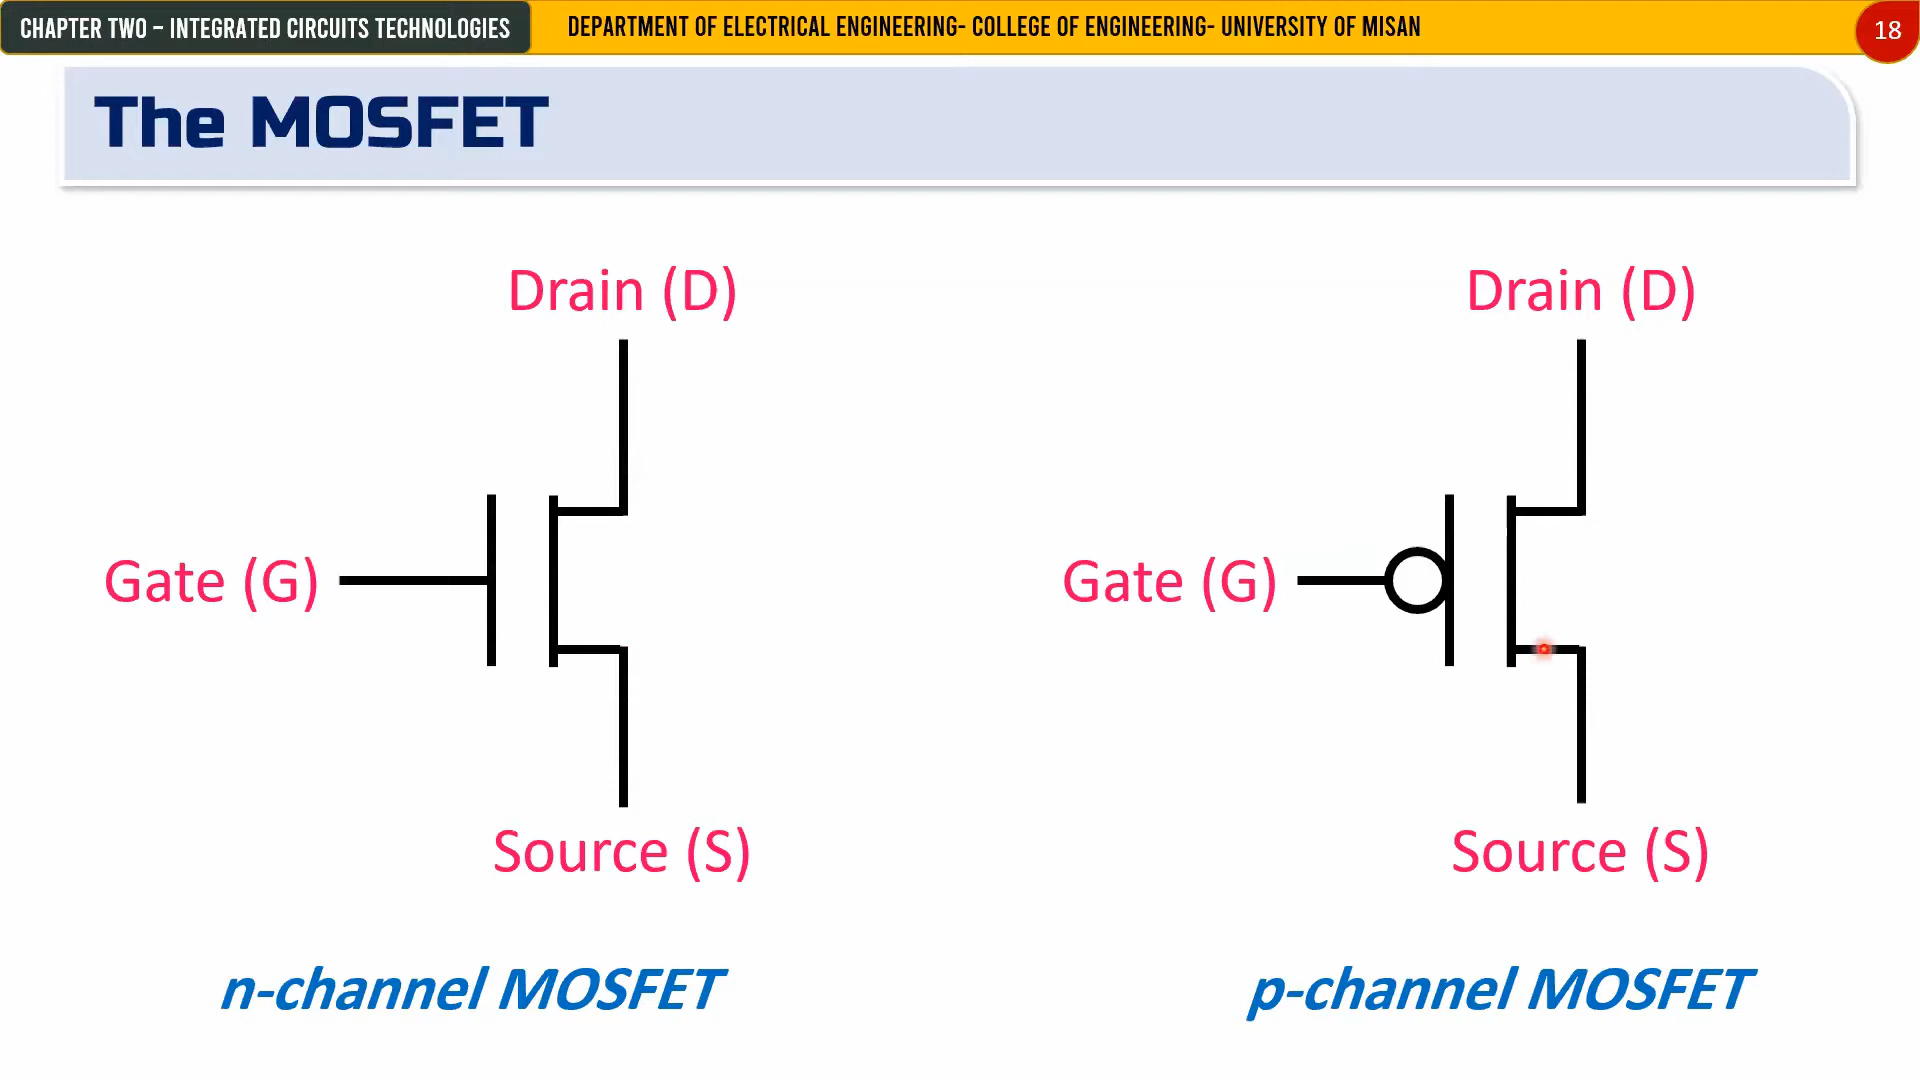 CHAPTER TWO – INTEGRATED CIRCUITS TECHNOLOGIES
DEPARTMENT OF ELECTRICAL ENGINEERING- COLLEGE OF ENGINEERING- UNIVERSITY OF MISAN
18
The MOSFET
Drain (D)
Gate (G)
Source (S)
n-channel MOSFET
Drain (D)
Gate (G)
Source (S)
p-channel MOSFET